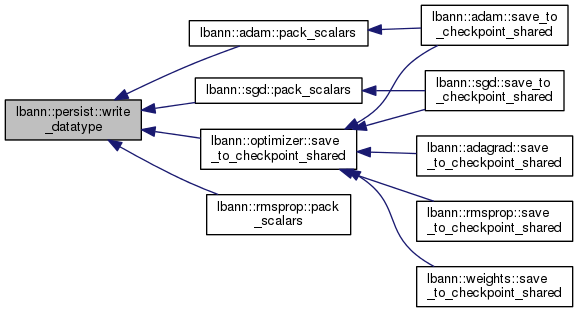 lbann::persist::write
_datatype
lbann::adam::pack_scalars
lbann::sgd::pack_scalars
lbann::optimizer::save
_to_checkpoint_shared
lbann::rmsprop::pack
_scalars
lbann::adam::save_to
_checkpoint_shared
lbann::sgd::save_to
_checkpoint_shared
lbann::adagrad::save
_to_checkpoint_shared
lbann::rmsprop::save
_to_checkpoint_shared
lbann::weights::save
_to_checkpoint_shared